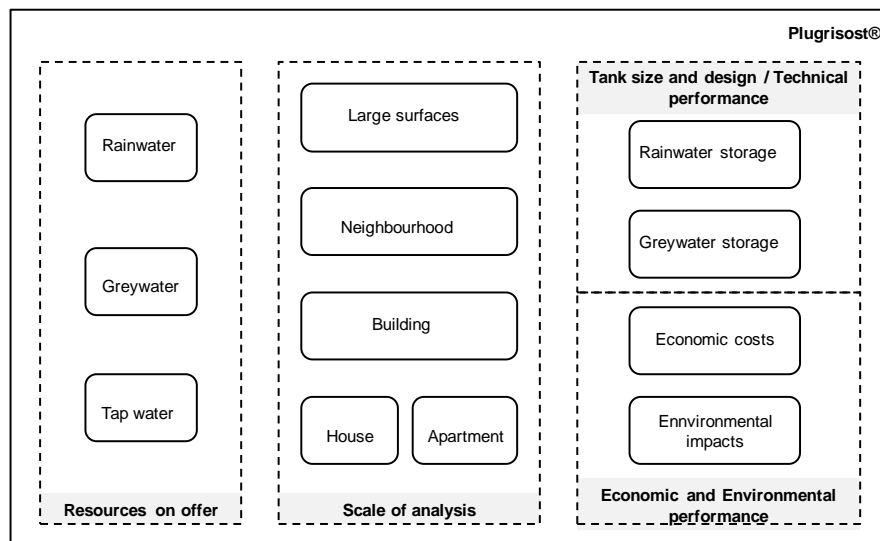 Plugrisost®
Rainwater
Greywater
Tap water
Resources on offer
Large surfaces
Neighbourhood
Building
House
Apartment
Scale of analysis
Tank size and design / Technical
performance
Rainwater storage
Greywater storage
Economic costs
Ennvironmental
impacts
Economic and Environmental
performance